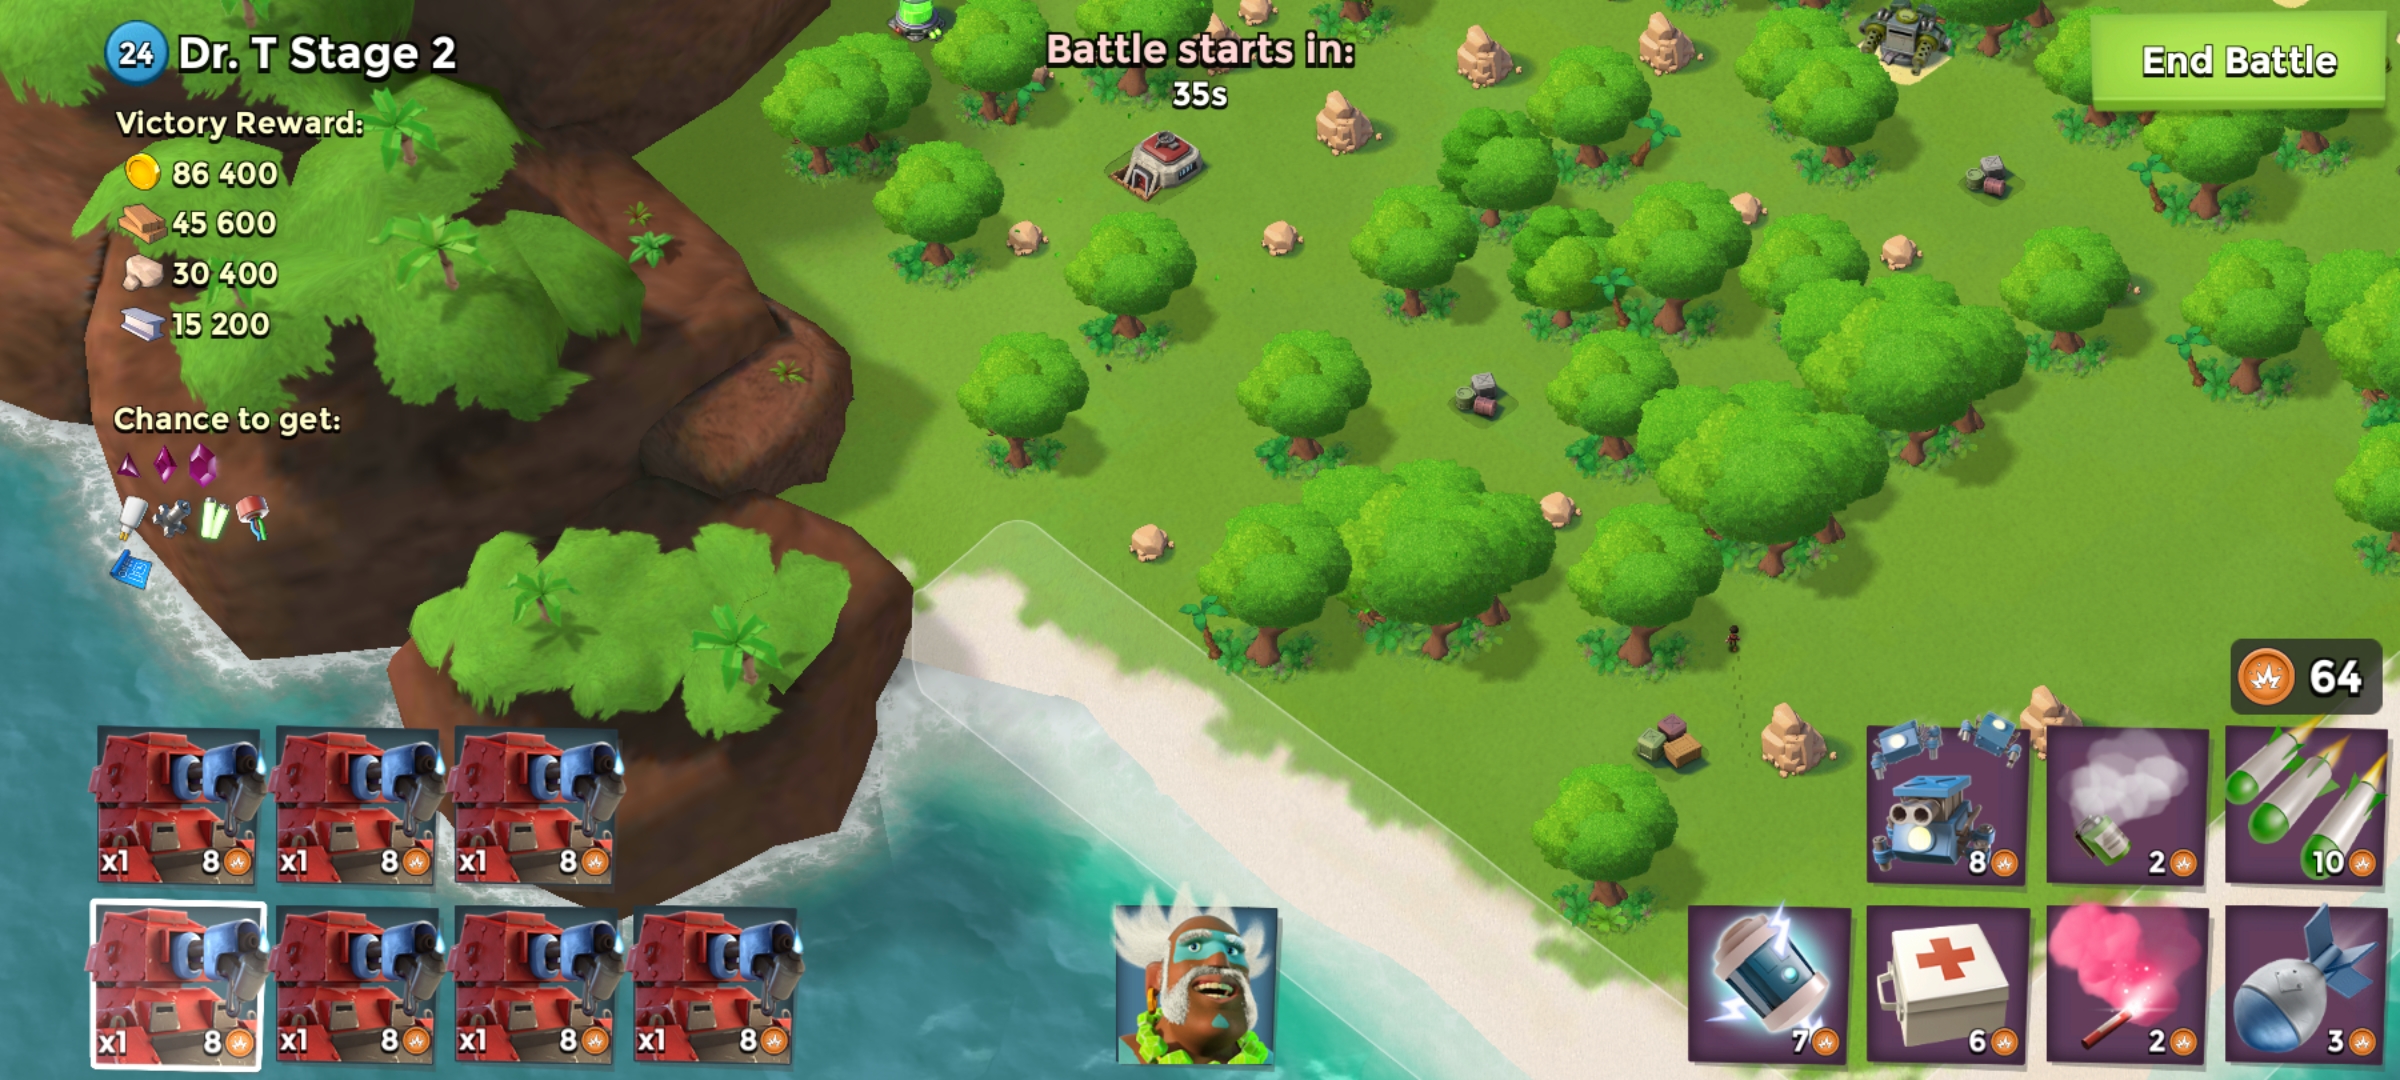 24 Dr. T Stage 2
Victory Reward:
86 400
45 600
30 400
15 200
Chance to get:
Battle starts in:
35s
End Battle
64
x1 8
x1 8
x1 8
x1 8
x1 8
x1 8
x1 8
8
2
10
7
6
2
3